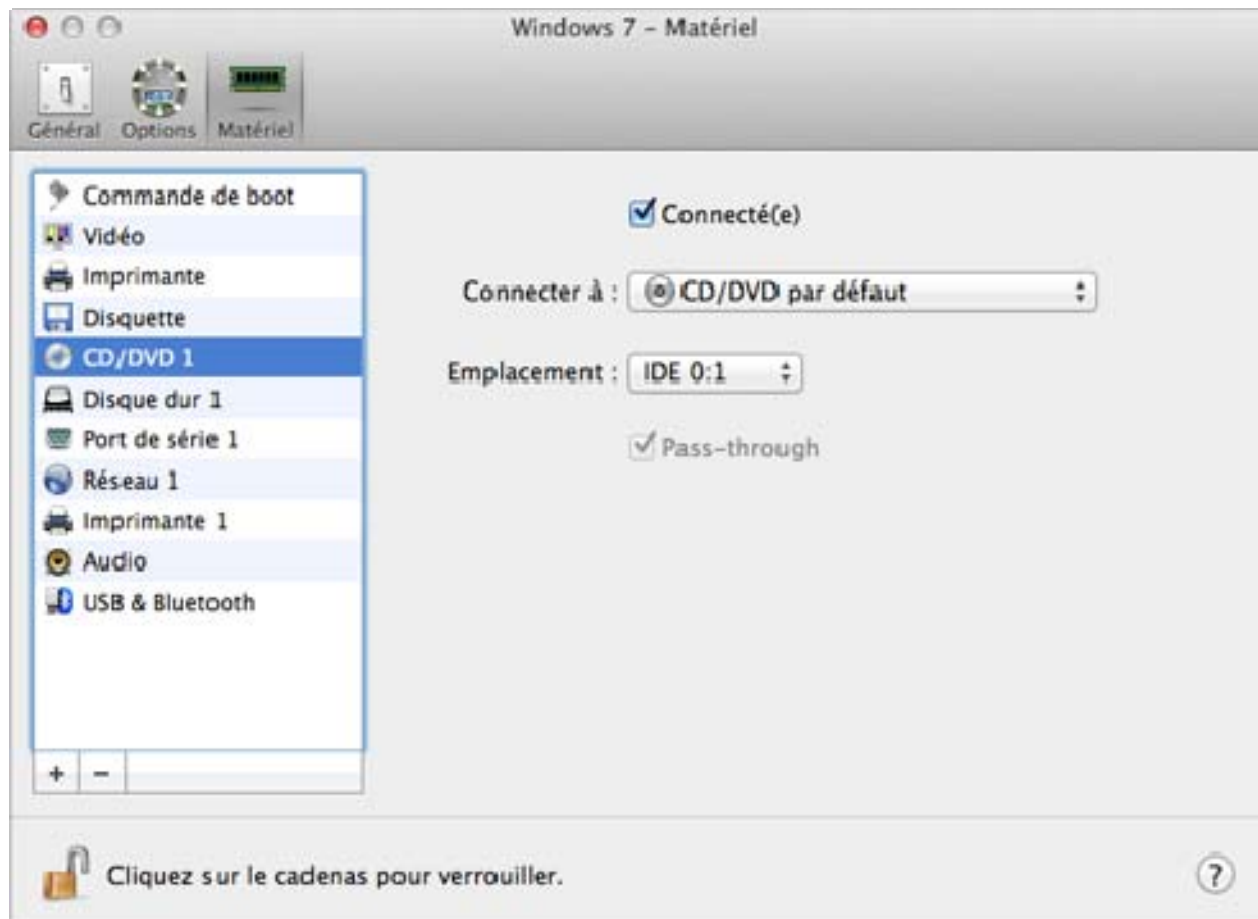 Windows 7 – Matériel
Général Options Matériel
Commande de boot
Vidéo
Imprimante
Disquette
CD/DVD 1
Disque dur 1
Port de série 1
Réseau 1
Imprimante 1
Audio
USB & Bluetooth
+ −
Connecté(e)
Connecter à : CD/DVD par défaut
Emplacement : IDE 0:1
Pass-through
Cliquez sur le cadenas pour verrouiller.
?